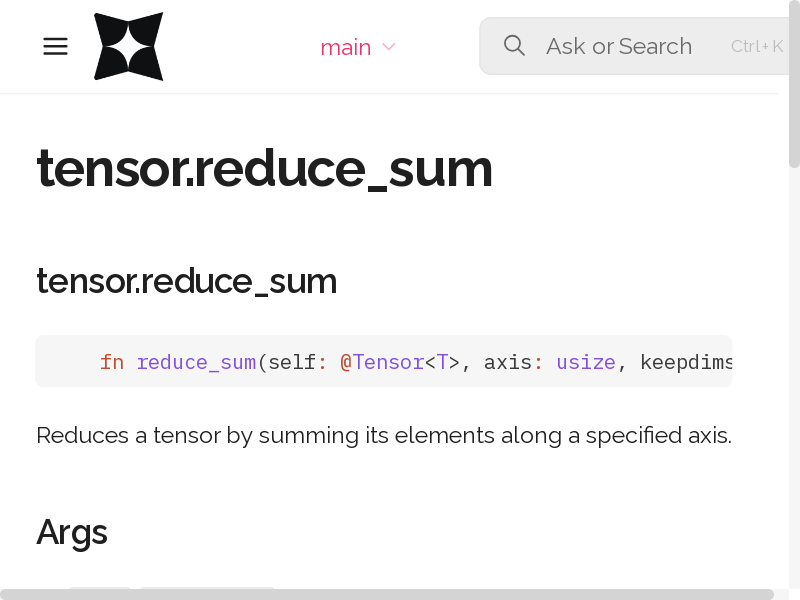 main
Ask or Search
Ctrl+K
tensor.reduce_sum
tensor.reduce_sum
fn reduce_sum(self: @Tensor<T>, axis: usize, keepdims
Reduces a tensor by summing its elements along a specified axis.
Args